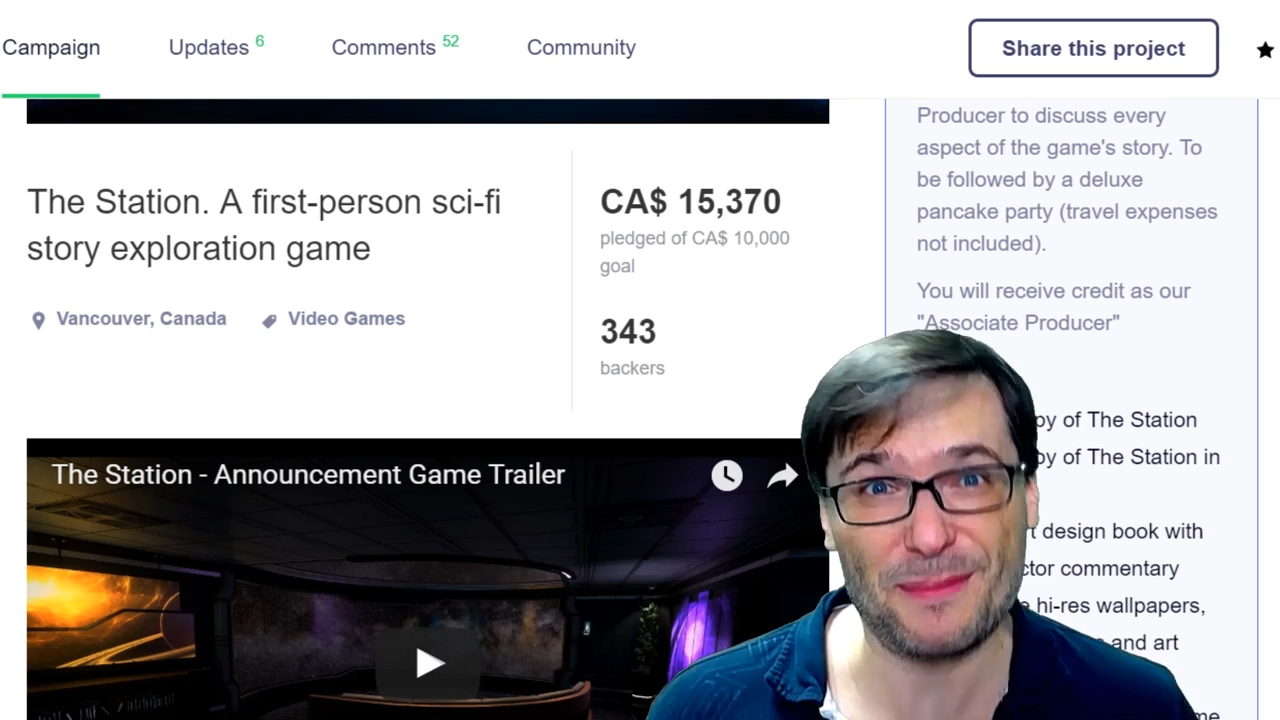 Campaign
Updates 6
Comments 52
Community
Share this project
The Station. A first-person sci-fi
story exploration game
Vancouver, Canada
Video Games
CA$ 15,370
pledged of CA$ 10,000
goal
343
backers
The Station - Announcement Game Trailer
Producer to discuss every
aspect of the game's story. To
be followed by a deluxe
pancake party (travel expenses
not included).
You will receive credit as our
"Associate Producer"
of The Station
of The Station in
design book with
commentary
hi-res wallpapers,
and art